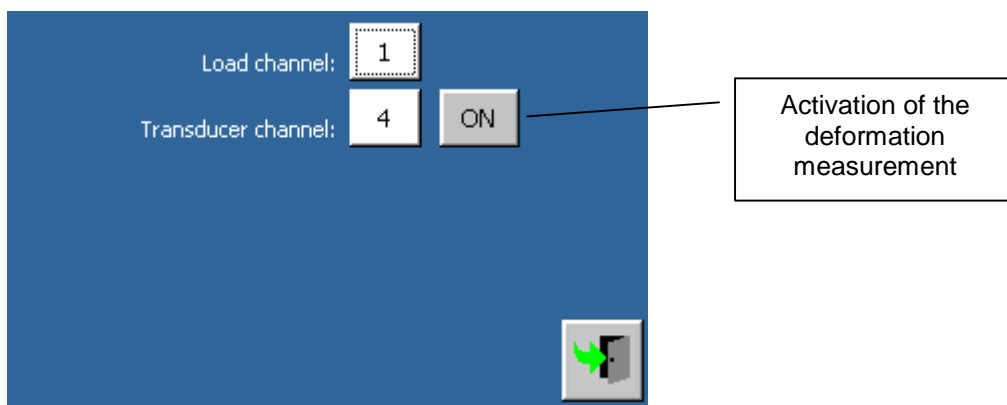 Load channel: 1
Transducer channel: 4 ON
Activation of the
deformation
measurement